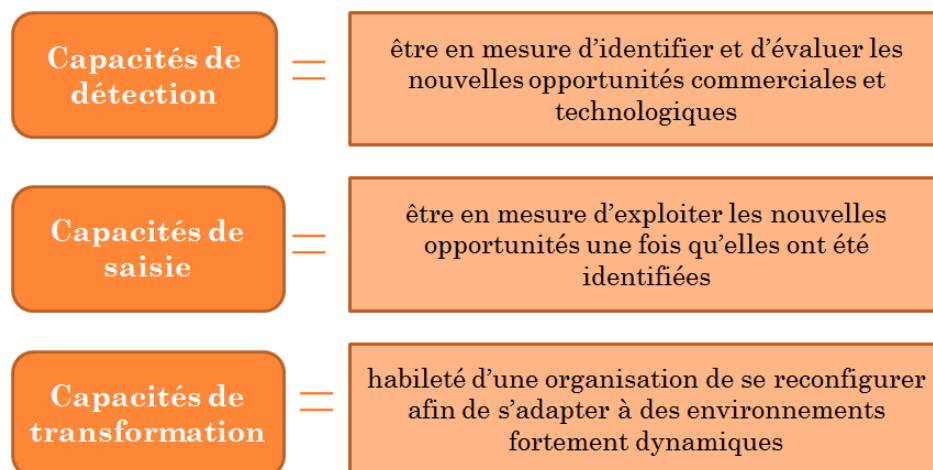 Capacités de
détection
=
être en mesure d'identifier et d'évaluer les
nouvelles opportunités commerciales et
technologiques
Capacités de
saisie
=
être en mesure d'exploiter les nouvelles
opportunités une fois qu'elles ont été
identifiées
Capacités de
transformation
=
habileté d'une organisation de se reconfigurer
afin de s'adapter à des environnements
fortement dynamiques